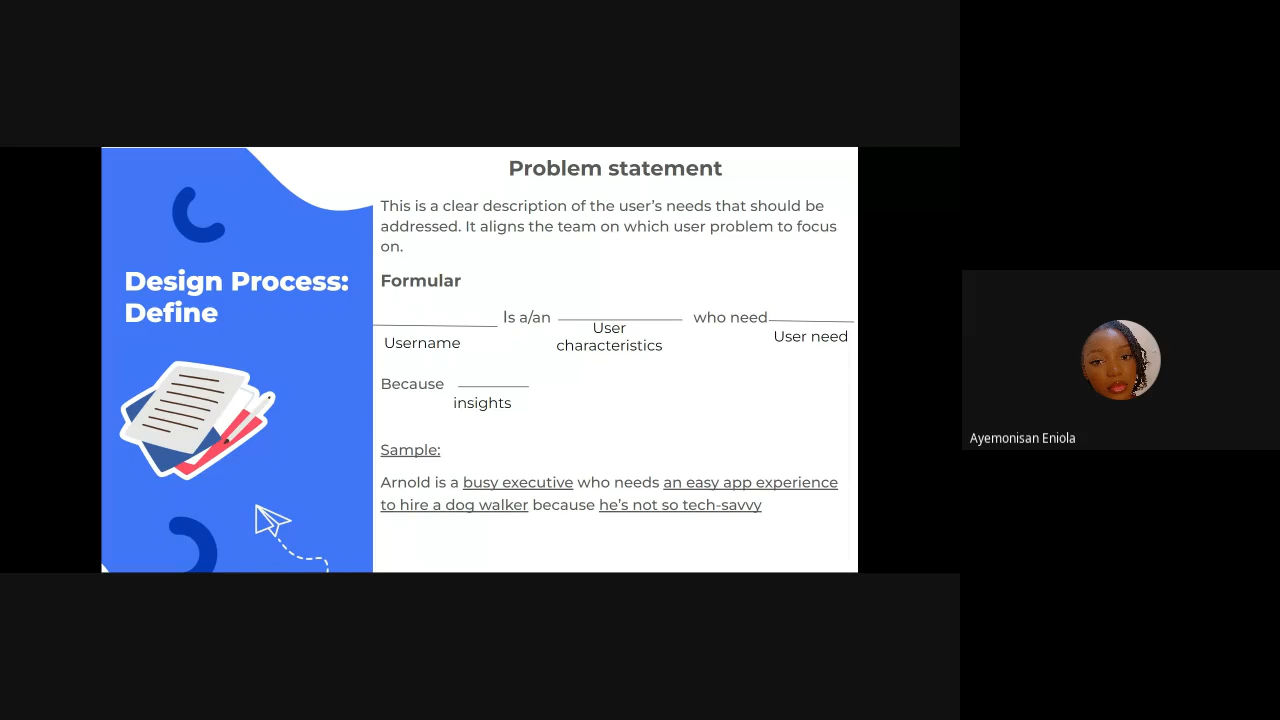 Design Process:
Define
Problem statement
This is a clear description of the user’s needs that should be
addressed. It aligns the team on which user problem to focus
on.
Formular
Is a/an
who need
Username
User
characteristics
User need
Because
insights
Sample:
Arnold is a busy executive who needs an easy app experience
to hire a dog walker because he’s not so tech-savvy
Ayemonisan Eniola